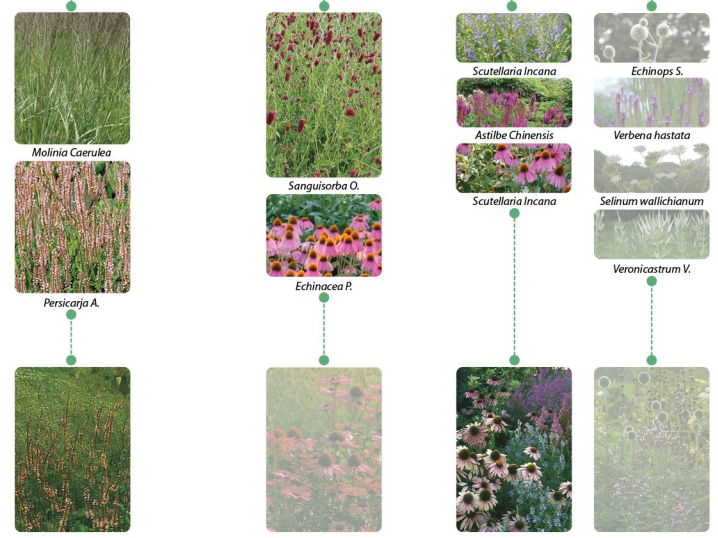 Molinia Caerulea
Persicarja A.
Sanguisorba O.
Echinacea P.
Scutellaria Incana
Astilbe Chinensis
Scutellaria Incana
Echinops S.
Verbena hastata
Selinum wallichianum
Veronicastrum V.